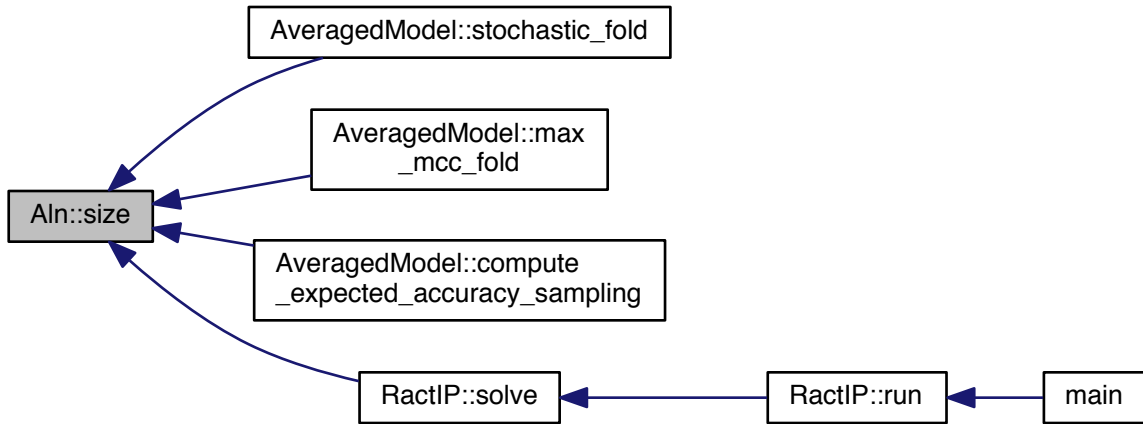 AveragedModel::stochastic_fold
AveragedModel::max
_mcc_fold
Aln::size
AveragedModel::compute
_expected_accuracy_sampling
RactIP::solve
RactIP::run
main